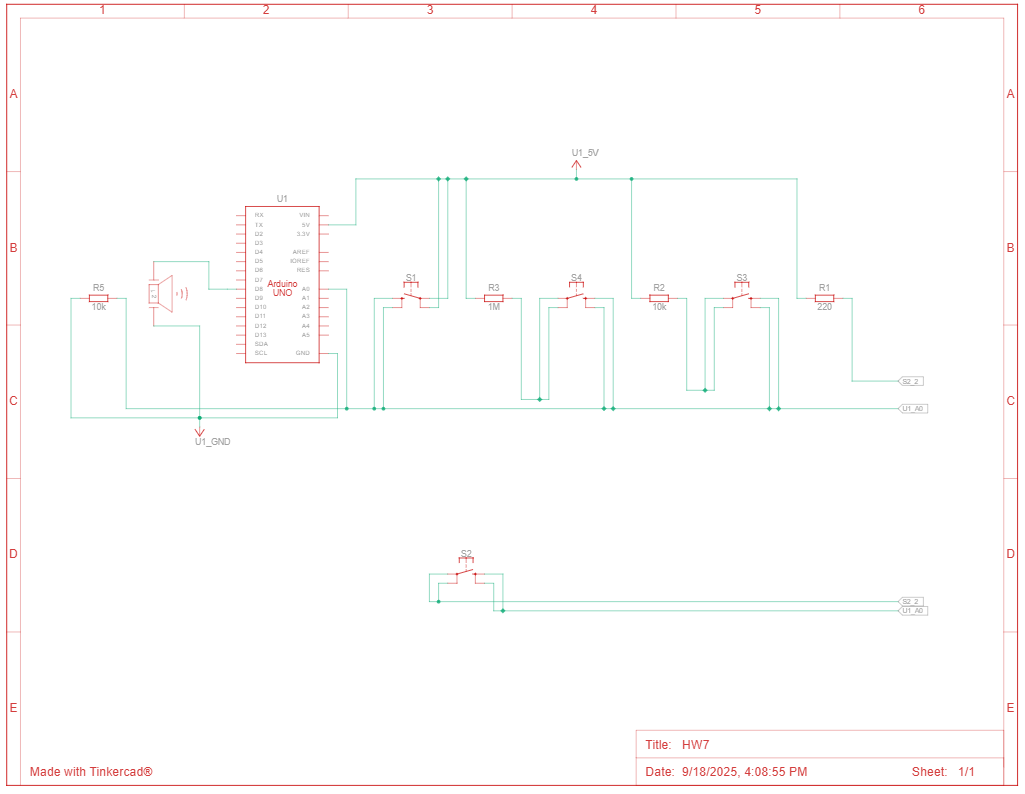 1 2 3 4 5 6
A A
U1_5V
U1
RX VIN
TX 5V
D2 3.3V
D3
D4 AREF
D5 IOREF
D6 RES
D7
D8 A0
D9 A1
D10 A2
D11 A3
D12 A4
D13 A5
SDA
SCL GND
Arduino
UNO
B B
R5
10k
S1
R3
1M
S4
R2
10k
S3
R1
220
S2_2
C C
U1_A0
U1_GND
D D
S2
S2_2
U1_A0
E E
Title: HW7
Made with Tinkercad®
Date: 9/18/2025, 4:08:55 PM Sheet: 1/1